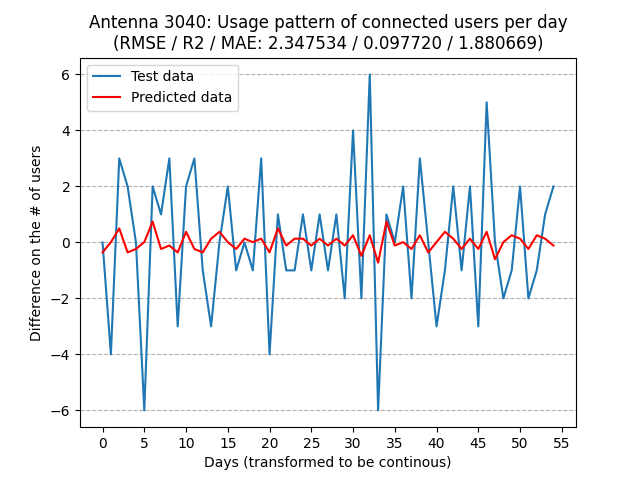 Antenna 3040: Usage pattern of connected users per day
(RMSE / R2 / MAE: 2.347534 / 0.097720 / 1.880669)
Test data
Predicted data
Difference on the # of users
6
4
2
0
−2
−4
−6
0 5 10 15 20 25 30 35 40 45 50 55
Days (transformed to be continous)